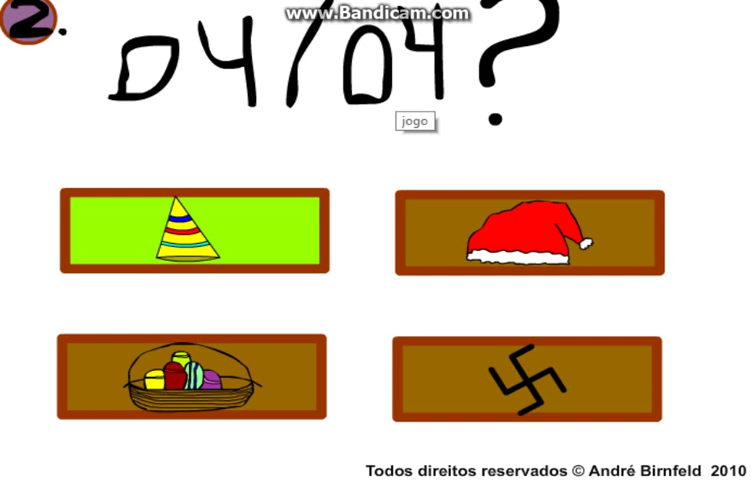 www.Bandicam.com
2.
04/04?
jogo
Todos direitos reservados © André Birnfeld 2010